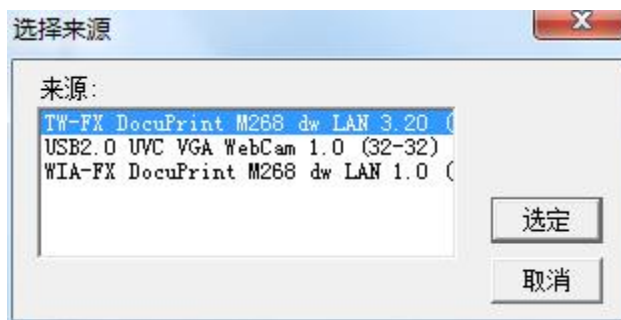 选择来源
来源:
TW-FX DocuPrint M268 dw LAN 3.20 (
USB2.0 UVC VGA WebCam 1.0 (32-32)
WIA-FX DocuPrint M268 dw LAN 1.0 (
选定
取消